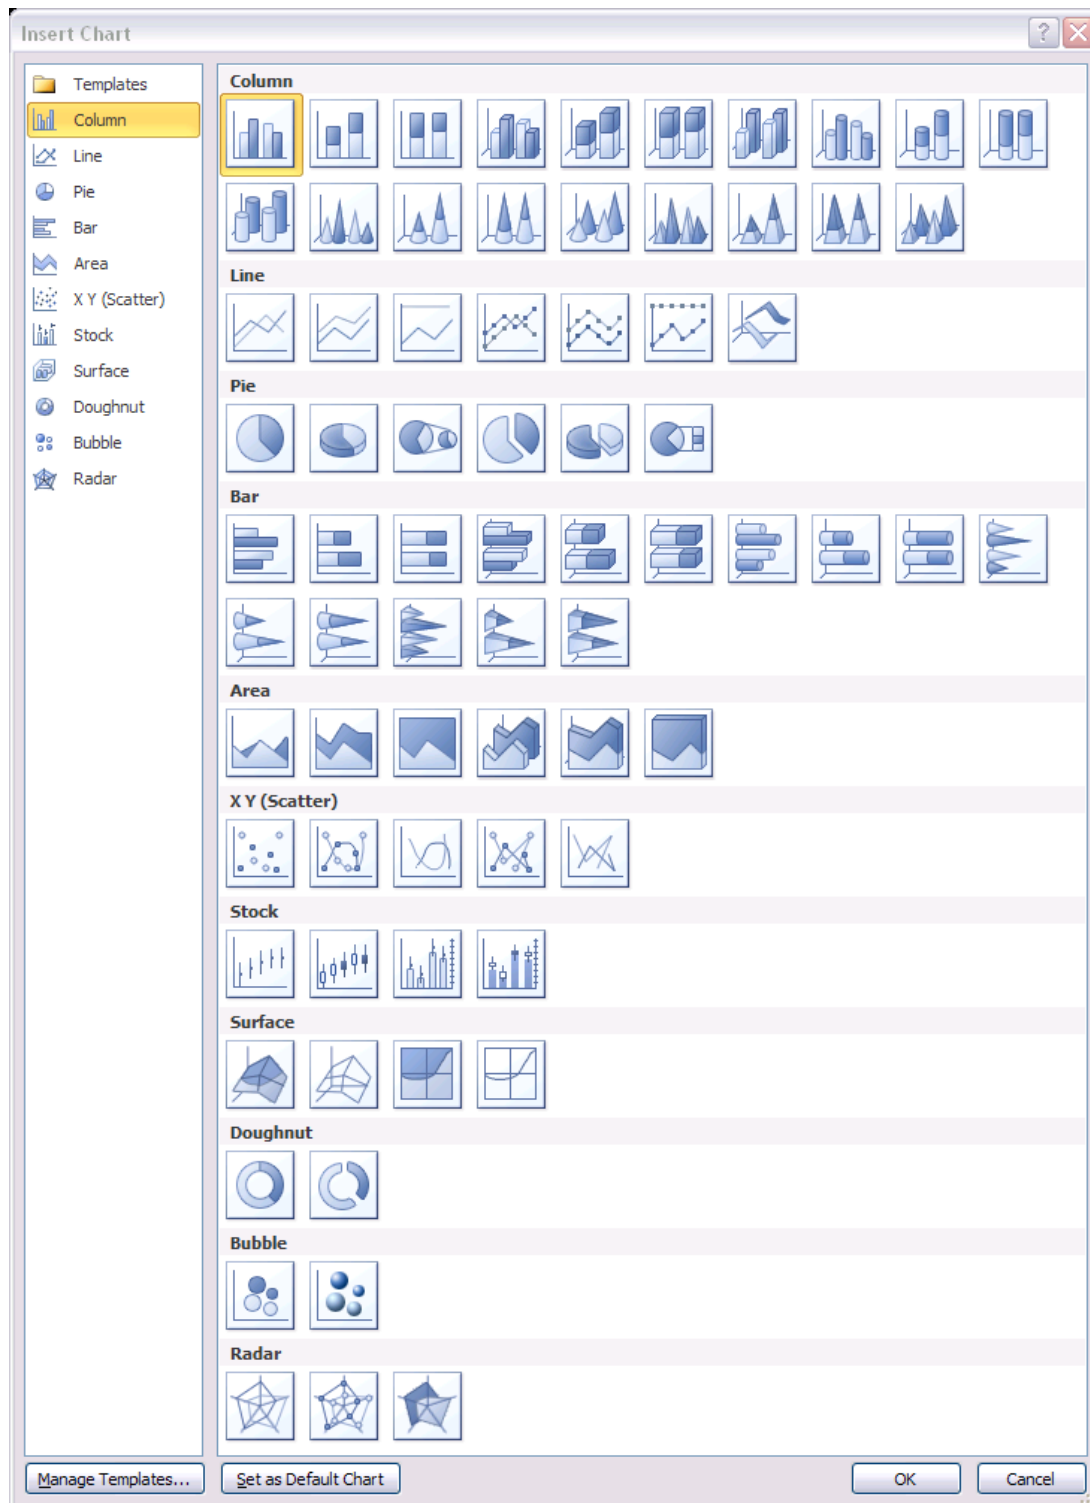 Insert Chart
?
Templates
Column
Line
Pie
Bar
Area
X Y (Scatter)
Stock
Surface
Doughnut
Bubble
Radar
Column
Line
Pie
Bar
Area
X Y (Scatter)
Stock
Surface
Doughnut
Bubble
Radar
Manage Templates...
Set as Default Chart
OK
Cancel